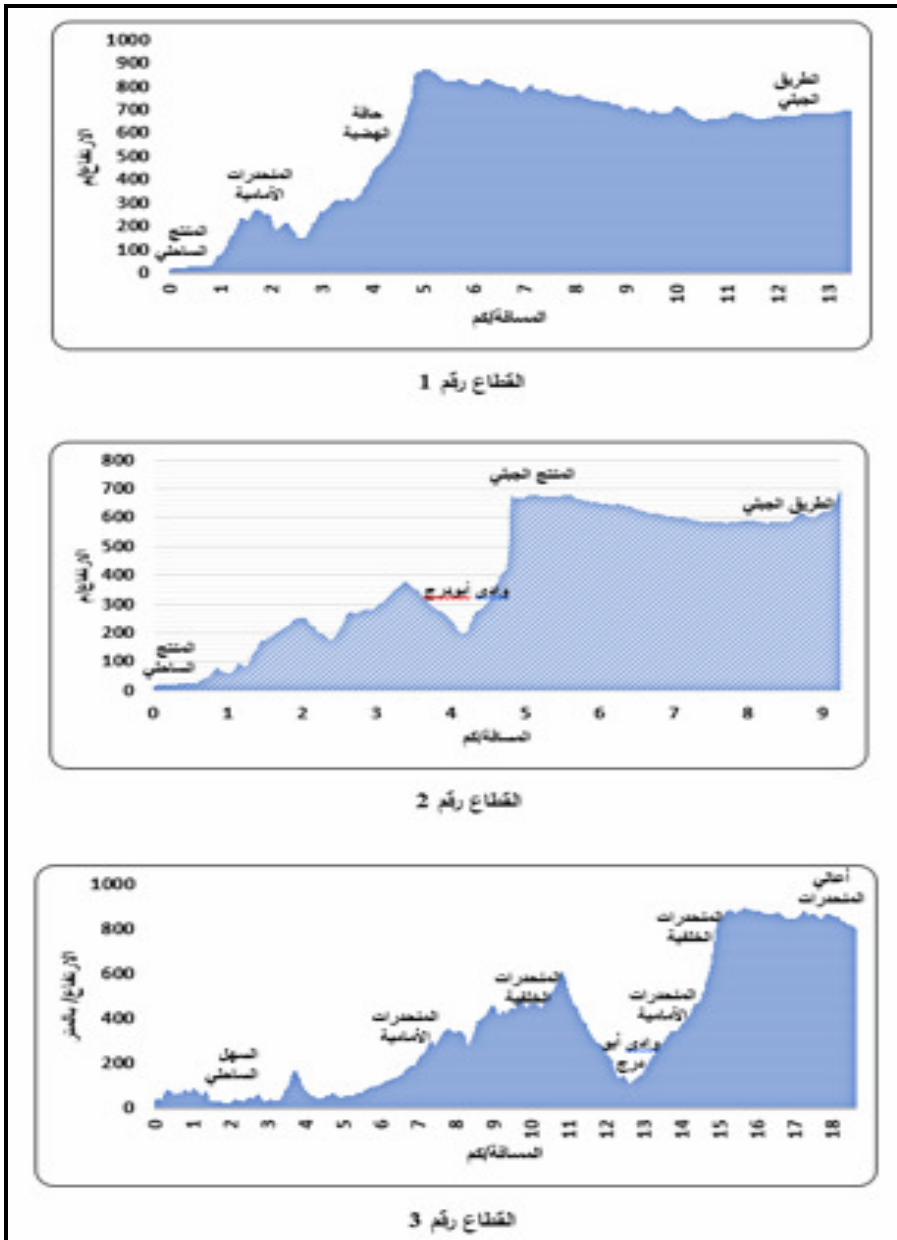 1000
900
800
700
600
500
400
300
200
100
0
الارتفاع/م
المنتج
الساحلي
المنحدرات
الأمامية
حافة
الهضبة
الطريق
الجبلي
0 1 2 3 4 5 6 7 8 9 10 11 12 13
المسافة/كم
القطاع رقم 1
800
700
600
500
400
300
200
100
0
الارتفاع/م
المنتج
الساحلي
وادى أبودرج
المنتج الجبلي
الطريق الجبلي
0 1 2 3 4 5 6 7 8 9
المسافة/كم
القطاع رقم 2
1000
800
600
400
200
0
الارتفاع/ بالمتر
السهل
الساحلي
المنحدرات
الأمامية
المنحدرات
الخلفية
وادى أبو
درج
المنحدرات
الأمامية
المنحدرات
الخلفية
أعالي
المنحدرات
0 1 2 3 4 5 6 7 8 9 10 11 12 13 14 15 16 17 18
المسافة/كم
القطاع رقم 3